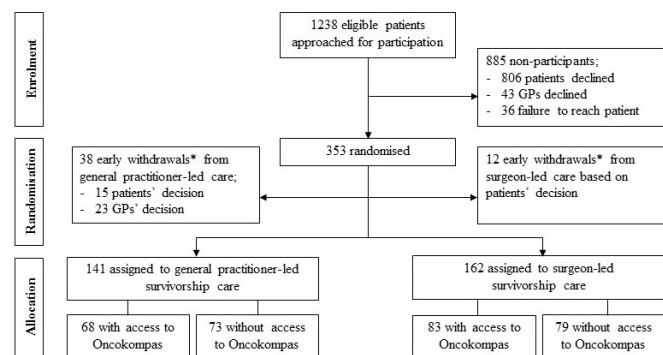 Enrolment
1238 eligible patients
approached for participation
885 non-participants;
- 806 patients declined
- 43 GPs declined
- 36 failure to reach patient
Randomisation
353 randomised
38 early withdrawals* from
general practitioner-led care;
- 15 patients’ decision
- 23 GPs’ decision
12 early withdrawals* from
surgeon-led care based on
patients’ decision
Allocation
141 assigned to general practitioner-led
survivorship care
162 assigned to surgeon-led
survivorship care
68 with access to
Oncokompas
73 without access
to Oncokompas
83 with access to
Oncokompas
79 without access
to Oncokompas